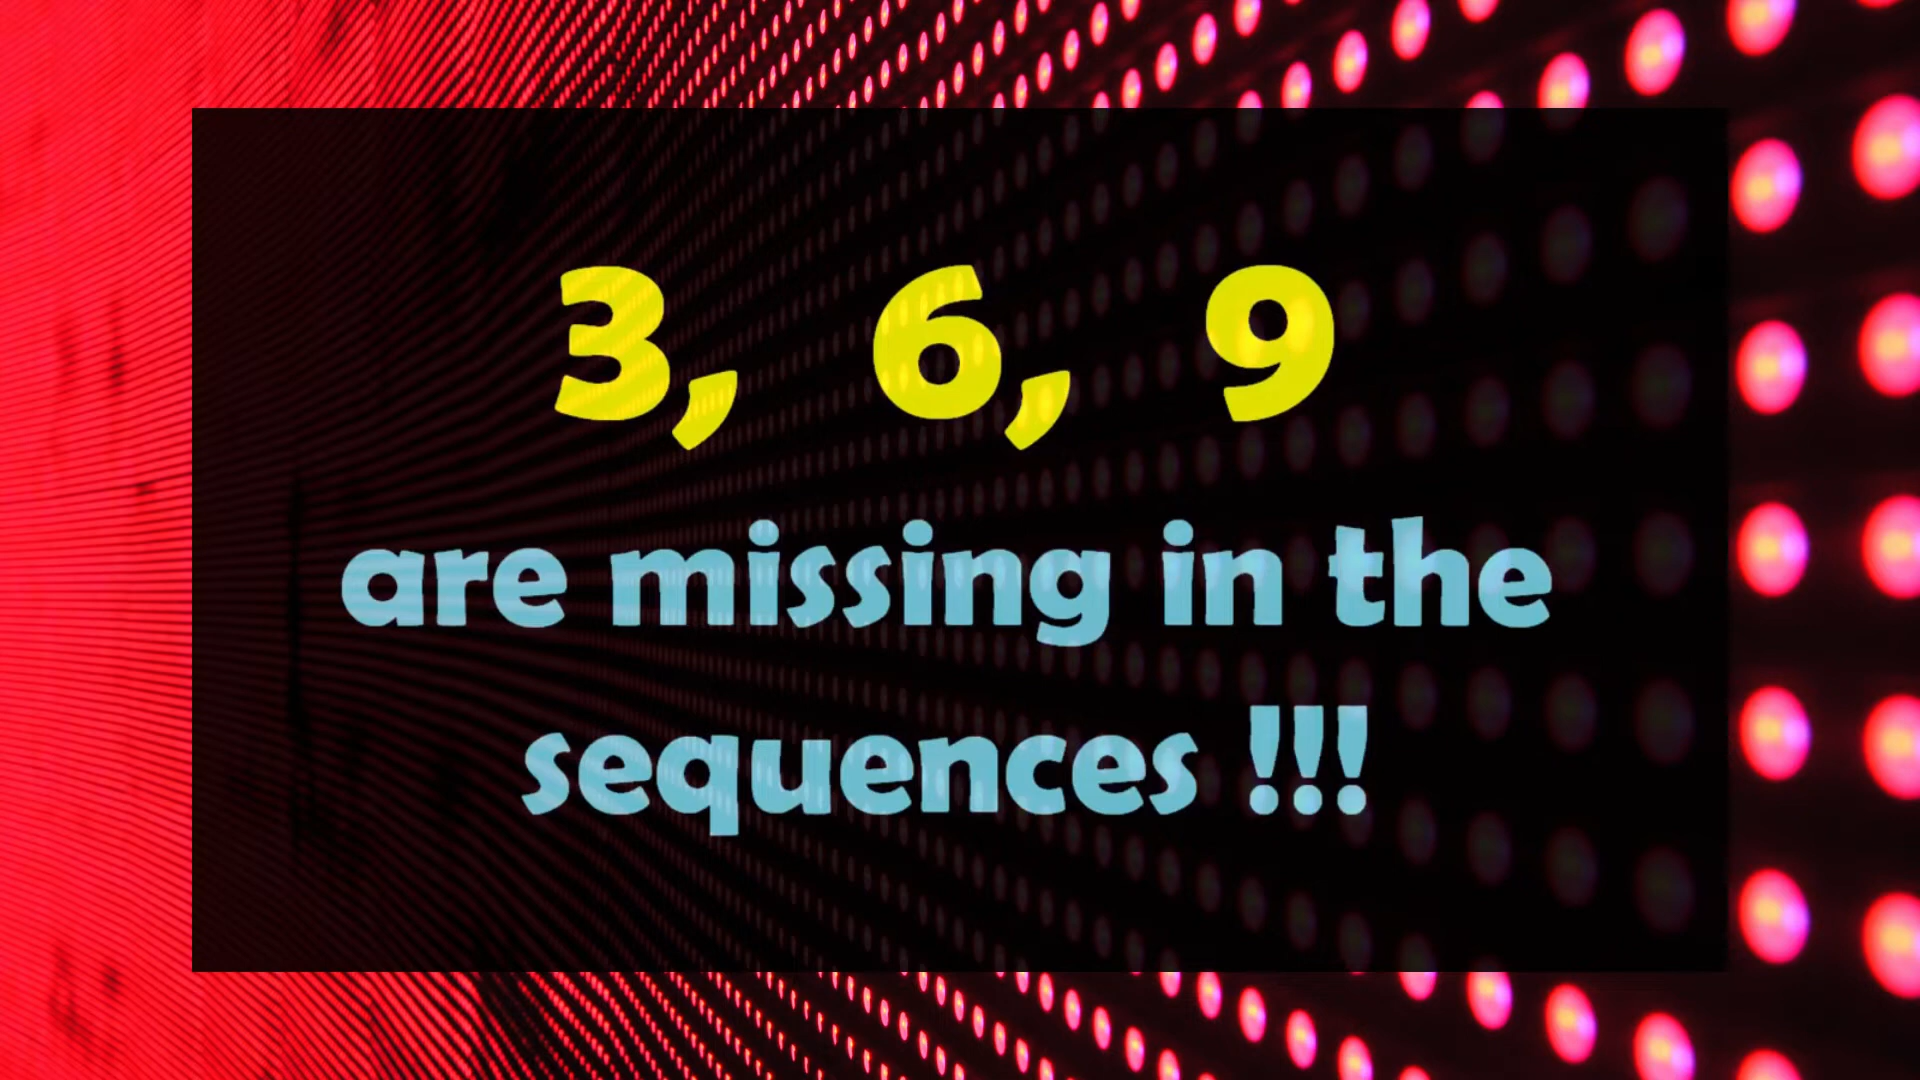 3, 6, 9
are missing in the
sequences !!!